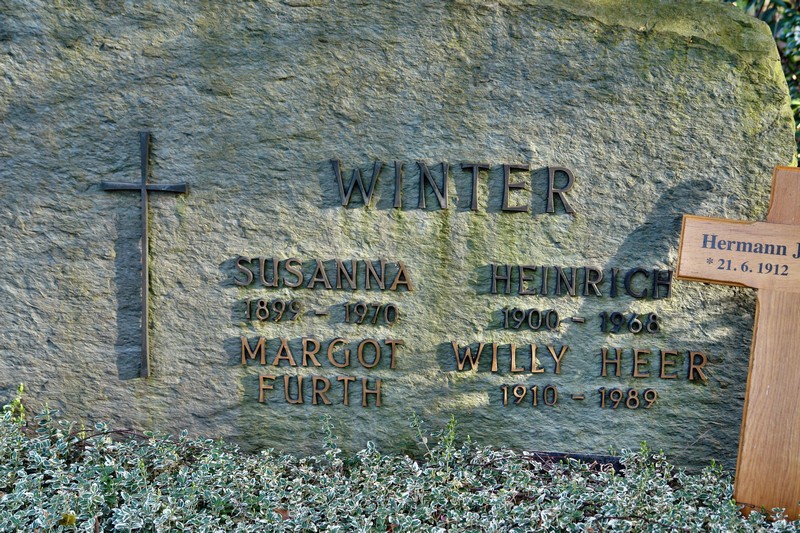 WINTER
SUSANNA
1899 - 1970
MARGOT
FURTH
HEINRICH
1900 - 1968
WILLY HEER
1910 - 1989
Hermann J
* 21. 6. 1912